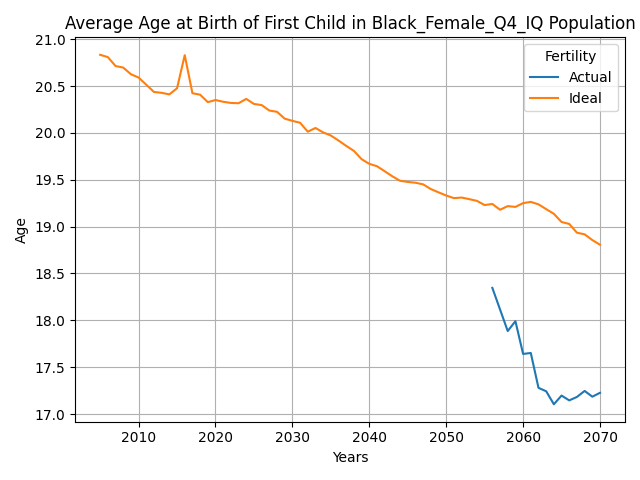 Average Age at Birth of First Child in Black_Female_Q4_IQ Population
21.0
20.5
20.0
19.5
19.0
18.5
18.0
17.5
17.0
Age
Fertility
Actual
Ideal
2010 2020 2030 2040 2050 2060 2070
Years